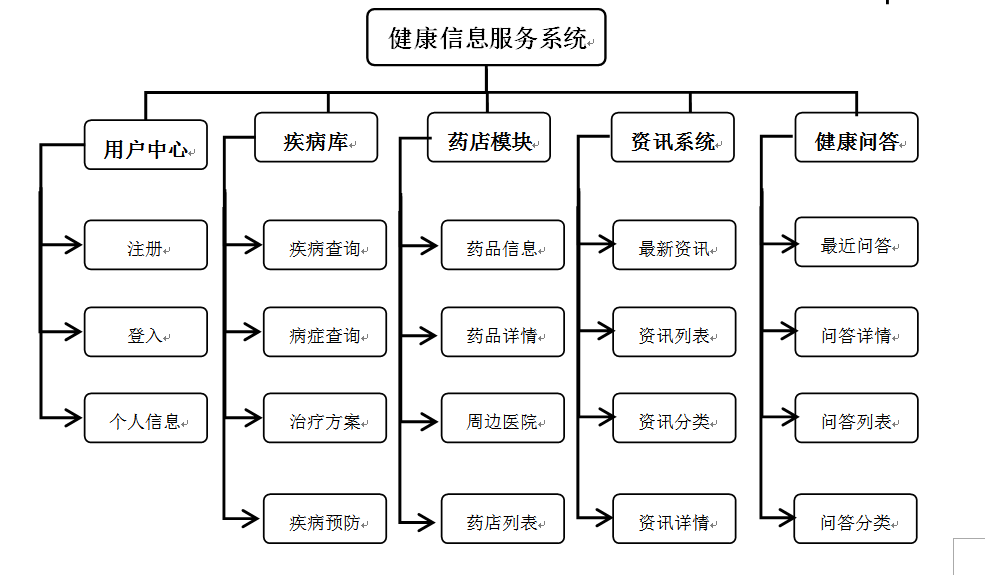 健康信息服务系统
用户中心
疾病库
药店模块
资讯系统
健康问答
注册
疾病查询
药品信息
最新资讯
最近问答
登入
病症查询
药品详情
资讯列表
问答详情
个人信息
治疗方案
周边医院
资讯分类
问答列表
疾病预防
药店列表
资讯详情
问答分类